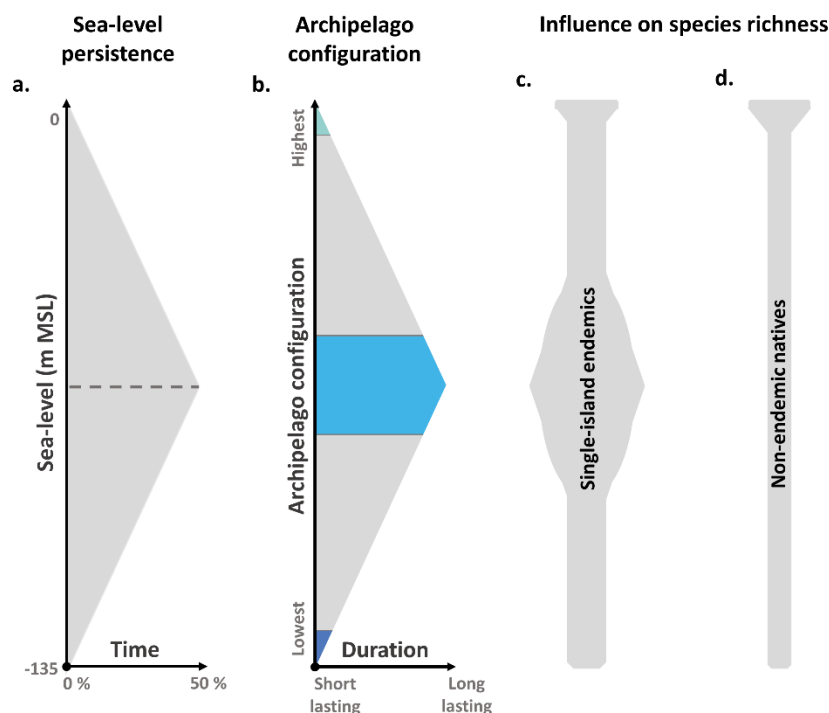 Sea-level
persistence
Archipelago
configuration
Influence on species richness
a.
b.
c.
d.
0
Sea-level (m MSL)
-135
Time
0 %
50 %
Highest
Archipelago configuration
Lowest
Duration
Short
lasting
Long
lasting
Single-island endemics
Non-endemic natives